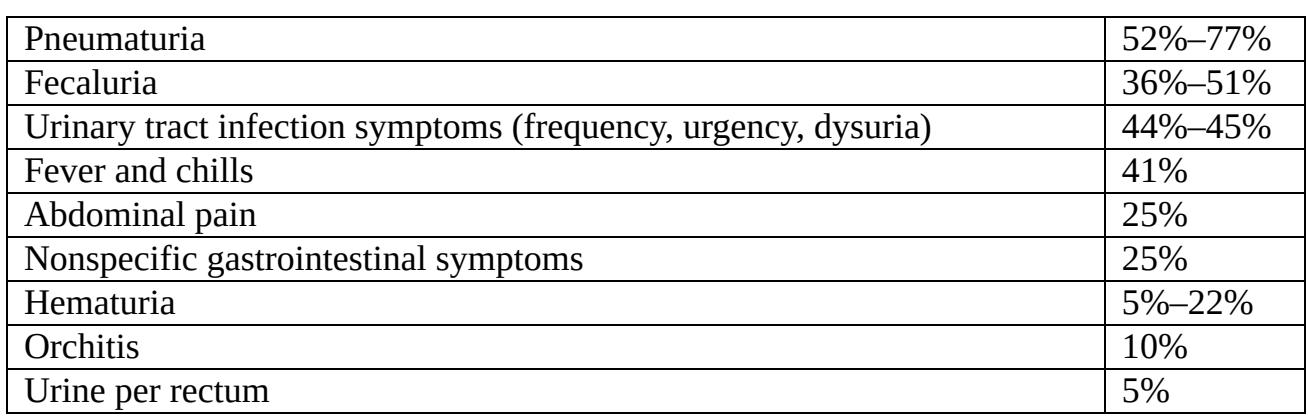 Pneumaturia 52%–77%
Fecaluria 36%–51%
Urinary tract infection symptoms (frequency, urgency, dysuria) 44%–45%
Fever and chills 41%
Abdominal pain 25%
Nonspecific gastrointestinal symptoms 25%
Hematuria 5%–22%
Orchitis 10%
Urine per rectum 5%